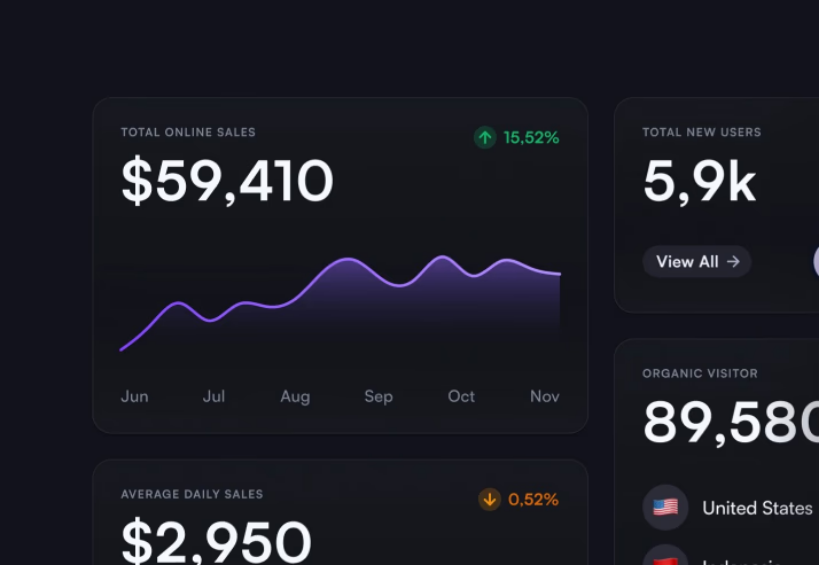 TOTAL ONLINE SALES
15,52%
$59,410
Jun Jul Aug Sep Oct Nov
AVERAGE DAILY SALES
0,52%
$2,950
TOTAL NEW USERS
5,9k
View All →
ORGANIC VISITOR
89,580
United States
Indonesia